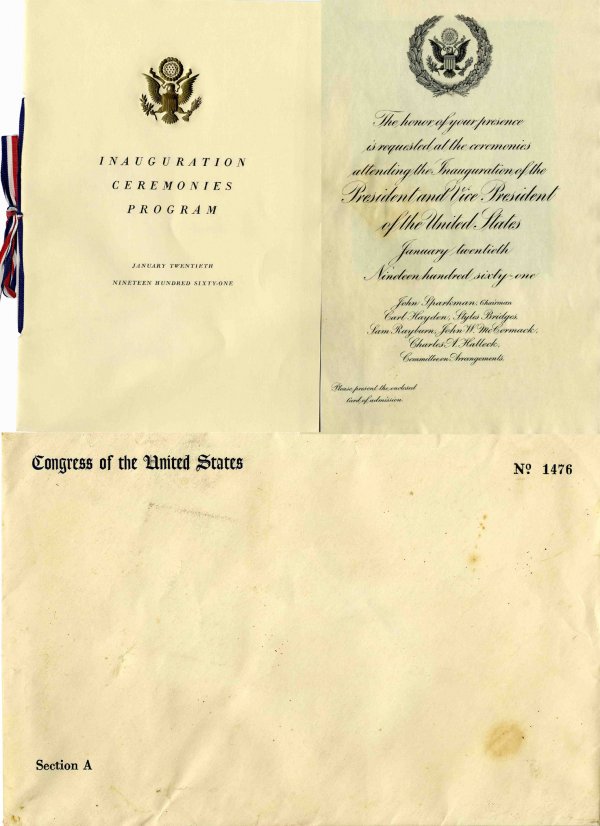 INAUGURATION
CEREMONIES
PROGRAM
JANUARY TWENTIETH
NINETEEN HUNDRED SIXTY-ONE
The honor of your presence
is requested at the ceremonies
attending the Inauguration of the
President and Vice President
of the United States
January twentieth
Nineteen hundred sixty-one
John Sparkman, Chairman
Carl Hayden, Styles Bridges,
Sam Rayburn, John W. McCormack,
Charles A. Halleck,
Committee on Arrangements.
Please present the enclosed
card of admission
Congress of the United States
No 1476
Section A